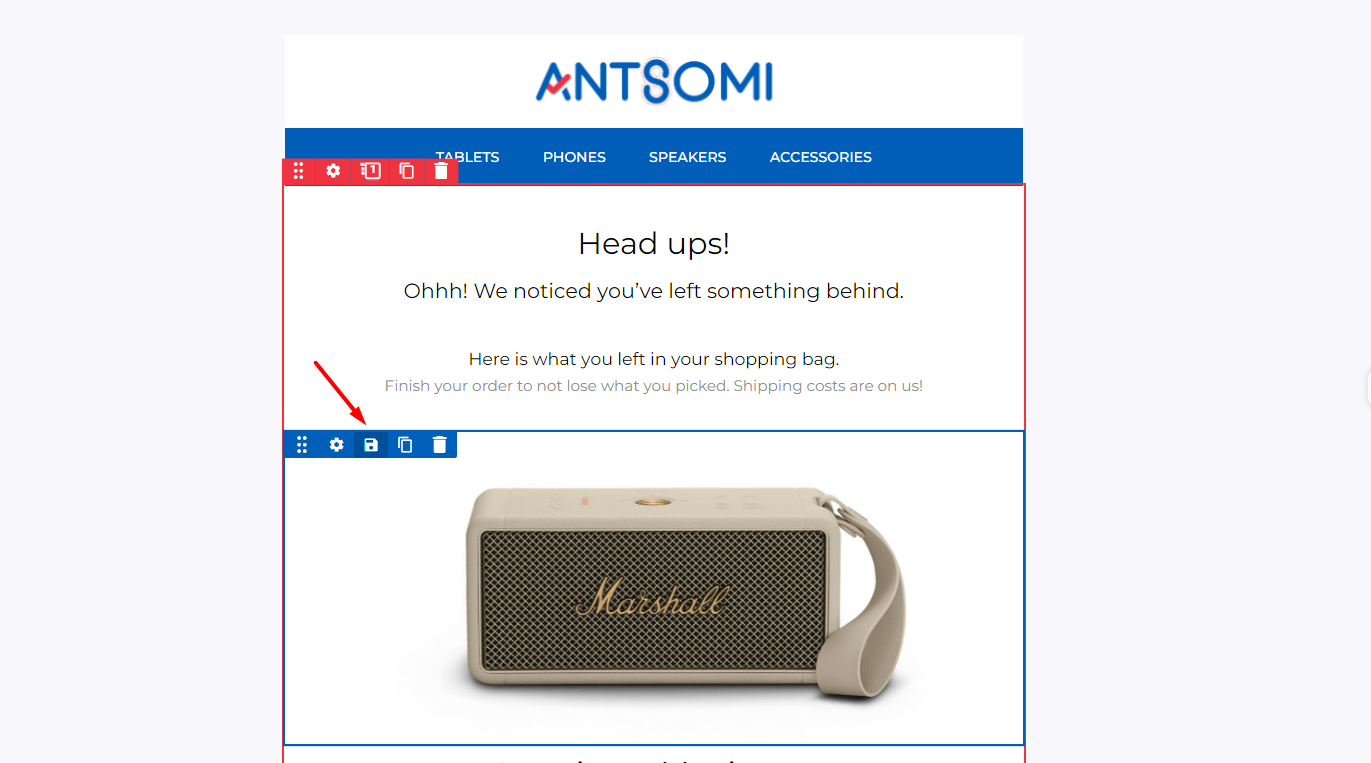 ANTSOMI
TABLETS PHONES SPEAKERS ACCESSORIES
1
Head ups!
Ohhh! We noticed you’ve left something behind.
Here is what you left in your shopping bag.
Finish your order to not lose what you picked. Shipping costs are on us!
Marshall